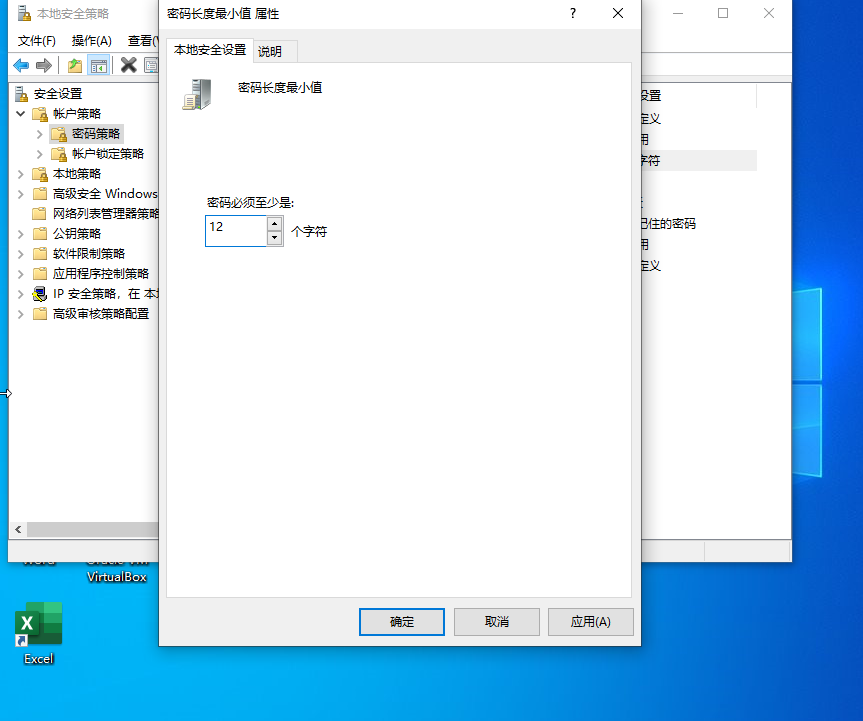 本地安全策略
文件(F) 操作(A) 查看(V
安全设置
帐户策略
密码策略
帐户锁定策略
本地策略
高级安全 Windows
网络列表管理器策略
公钥策略
软件限制策略
应用程序控制策略
IP 安全策略，在 本地
高级审核策略配置
密码长度最小值 属性
?
本地安全设置 说明
密码长度最小值
密码必须至少是:
12 个字符
确定 取消 应用(A)
设置
定义
用
字符
记住的密码
用
定义
VirtualBox
X
Excel